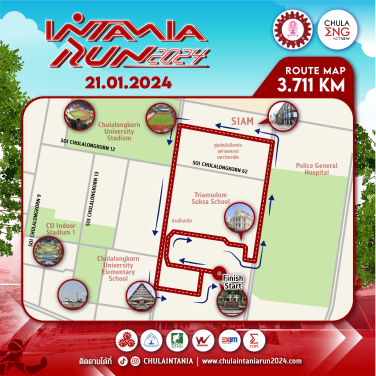 INTANIA
RUN 2024
21.01.2024
CHULA
ENG
ROUTE MAP
3.711 KM
SIAM
Chulalongkorn
University
Stadium
SOI CHULALONGKORN 12
SOI CHULALONGKORN 62
Police General
Hospital
Triamudom
Suksa School
SOI CHULALONGKORN 9
SOI CHULALONGKORN 13
CU Indoor
Stadium 1
Chulalongkorn
University
Elementary
School
Finish
Start
ติดตามได้ที่ CHULAINTANIA | www.chulaintaniarun2024.com